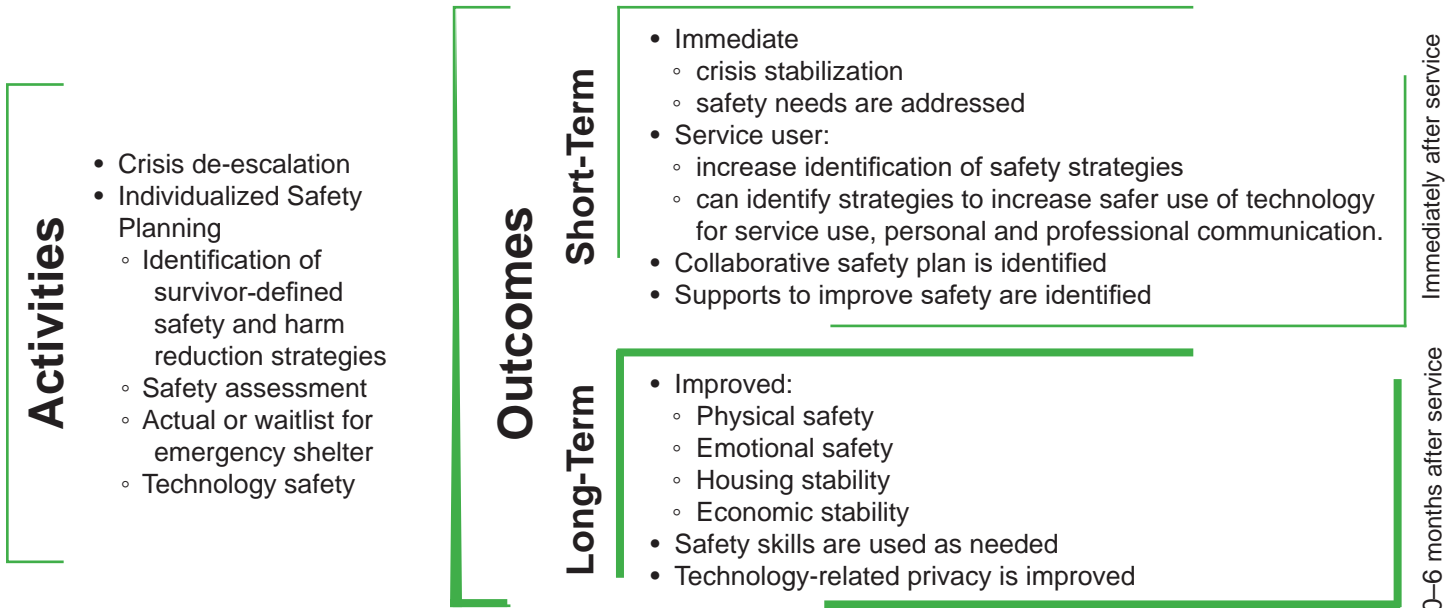 Activities
• Crisis de-escalation
• Individualized Safety
Planning
◦ Identification of
survivor-defined
safety and harm
reduction strategies
◦ Safety assessment
◦ Actual or waitlist for
emergency shelter
◦ Technology safety
Outcomes
Short-Term
• Immediate
◦ crisis stabilization
◦ safety needs are addressed
• Service user:
◦ increase identification of safety strategies
◦ can identify strategies to increase safer use of technology
for service use, personal and professional communication.
• Collaborative safety plan is identified
• Supports to improve safety are identified
Immediately after service
Long-Term
• Improved:
◦ Physical safety
◦ Emotional safety
◦ Housing stability
◦ Economic stability
• Safety skills are used as needed
• Technology-related privacy is improved
0–6 months after service